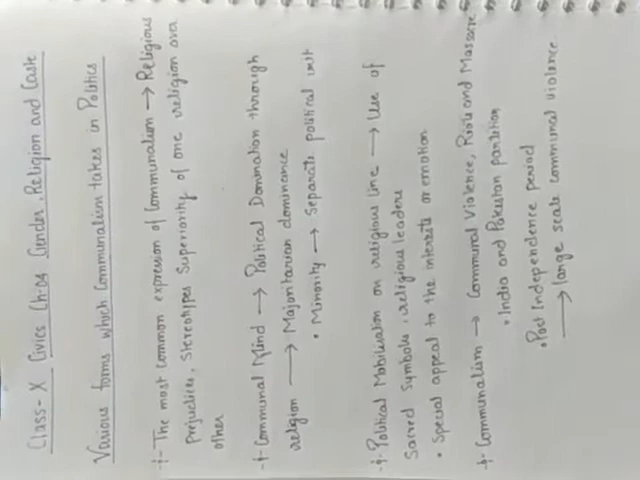 Class- X Civics Ch:04 Gender, Religion and Caste
Various forms which Communalism takes in Politics
-:- The most common expression of Communalism → Religious
prejudices, Stereotypes Superiority of one religion over
other
-:- Communal Mind → Political Domination through
religion → Majoritarian dominance
• Minority → Separate political unit
-:- Political Mobilisation on religious line → Use of
Sacred Symbols, religious leaders
• Special appeal to the interests or emotion
-:- Communalism → Communal Violence, Riots and Massacre
• India and Pakistan partition
• Post Independence period
→ large scale communal violence